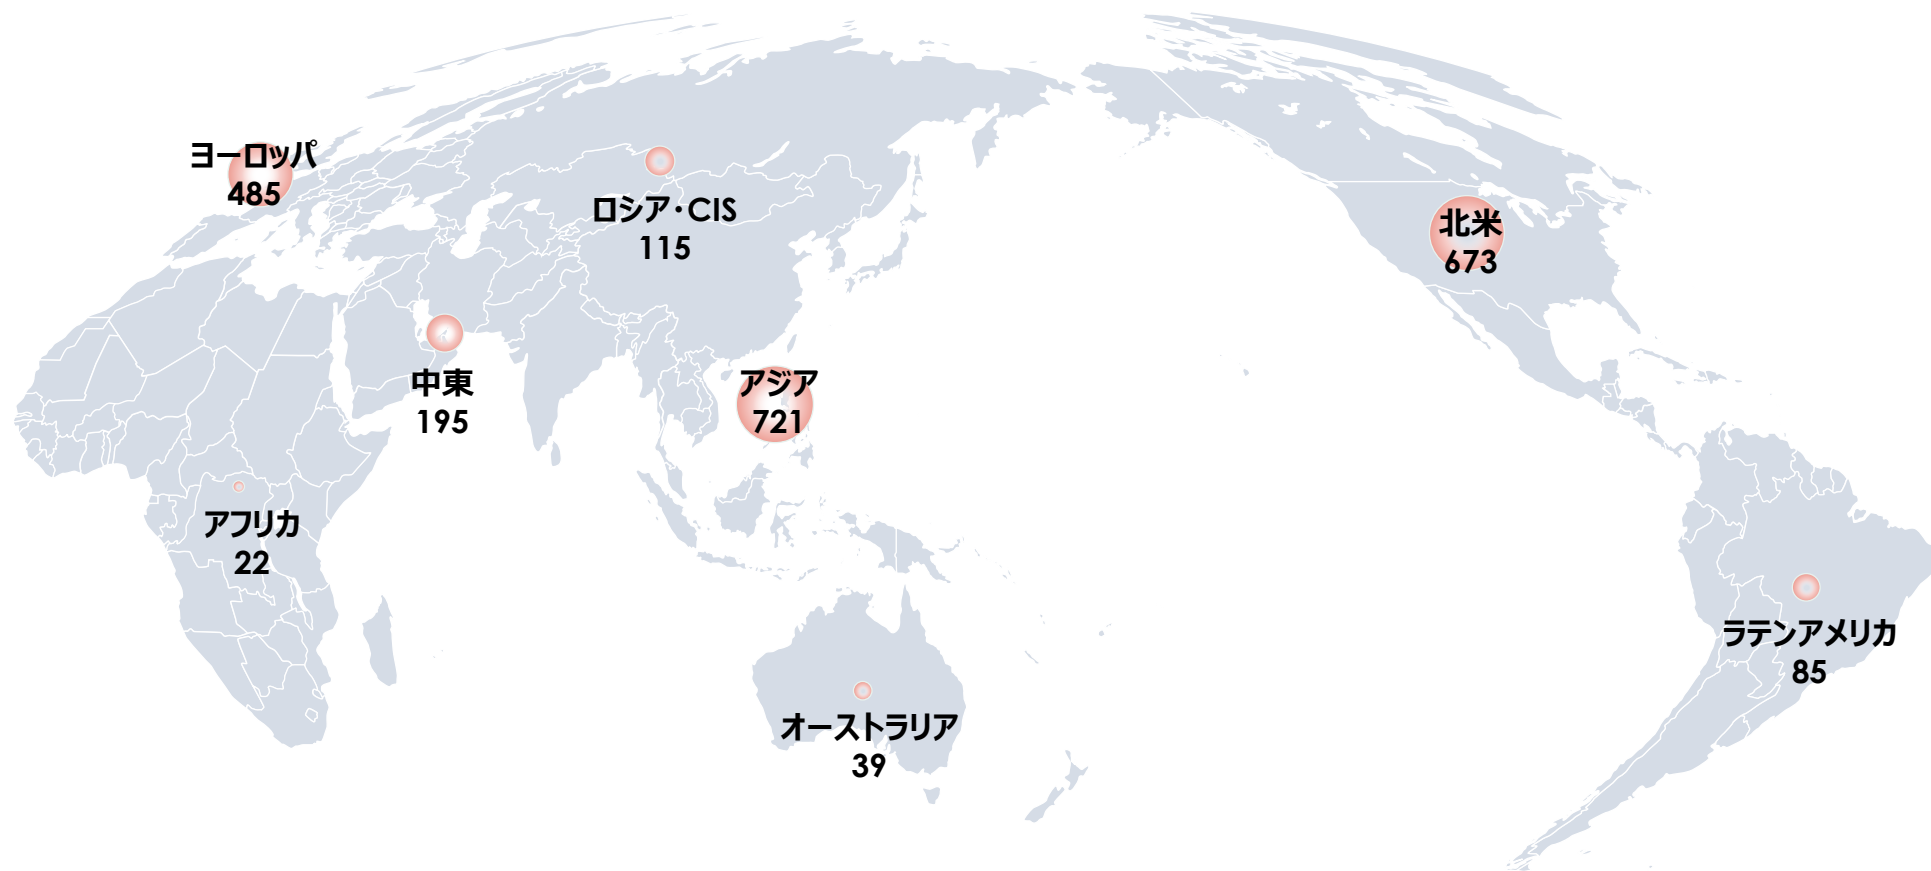 ヨーロッパ
485
ロシア・CIS
115
北米
673
中東
195
アジア
721
アフリカ
22
ラテンアメリカ
85
オーストラリア
39